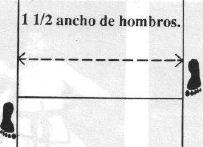 1 1/2 ancho de hombros.